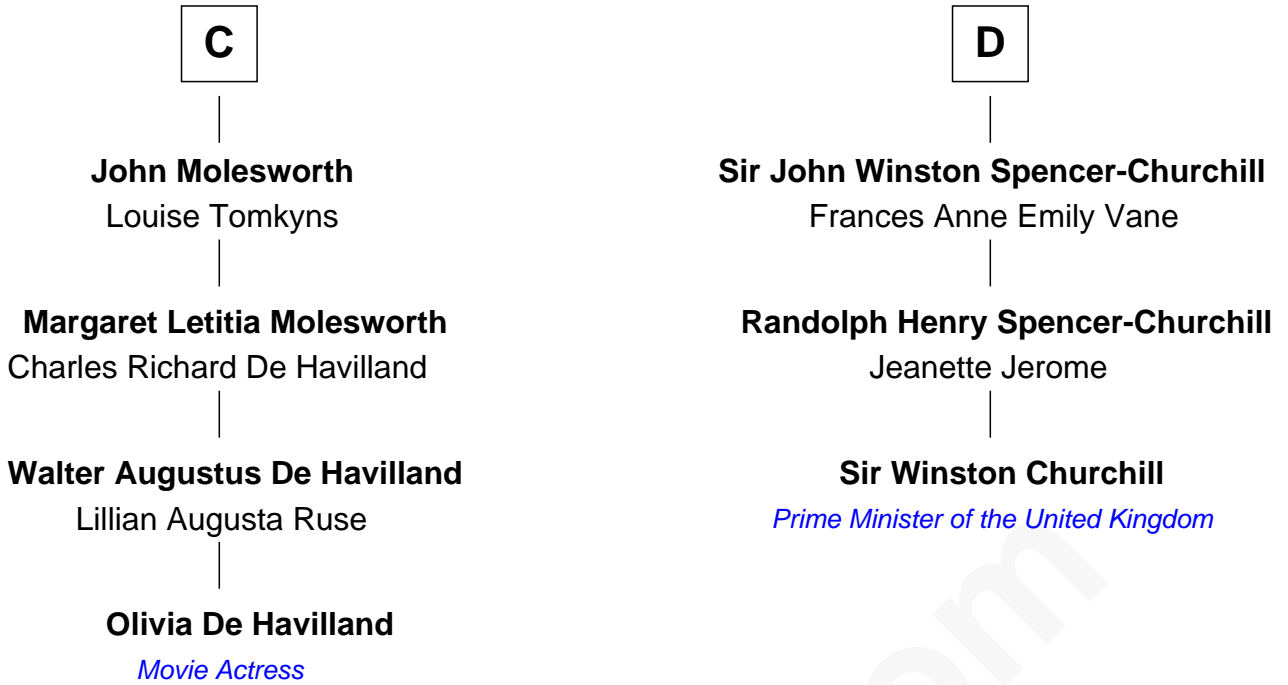 C
John Molesworth
Louise Tomkyns
Margaret Letitia Molesworth
Charles Richard De Havilland
Walter Augustus De Havilland
Lillian Augusta Ruse
Olivia De Havilland
Movie Actress
D
Sir John Winston Spencer-Churchill
Frances Anne Emily Vane
Randolph Henry Spencer-Churchill
Jeanette Jerome
Sir Winston Churchill
Prime Minister of the United Kingdom
om